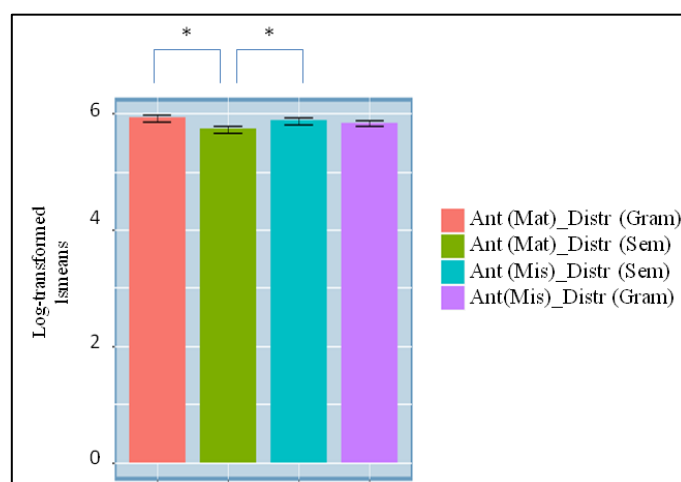 * *
6
4
2
0
Log-transformed
lsmeans
Ant (Mat)_Distr (Gram)
Ant (Mat)_Distr (Sem)
Ant (Mis)_Distr (Sem)
Ant(Mis)_Distr (Gram)